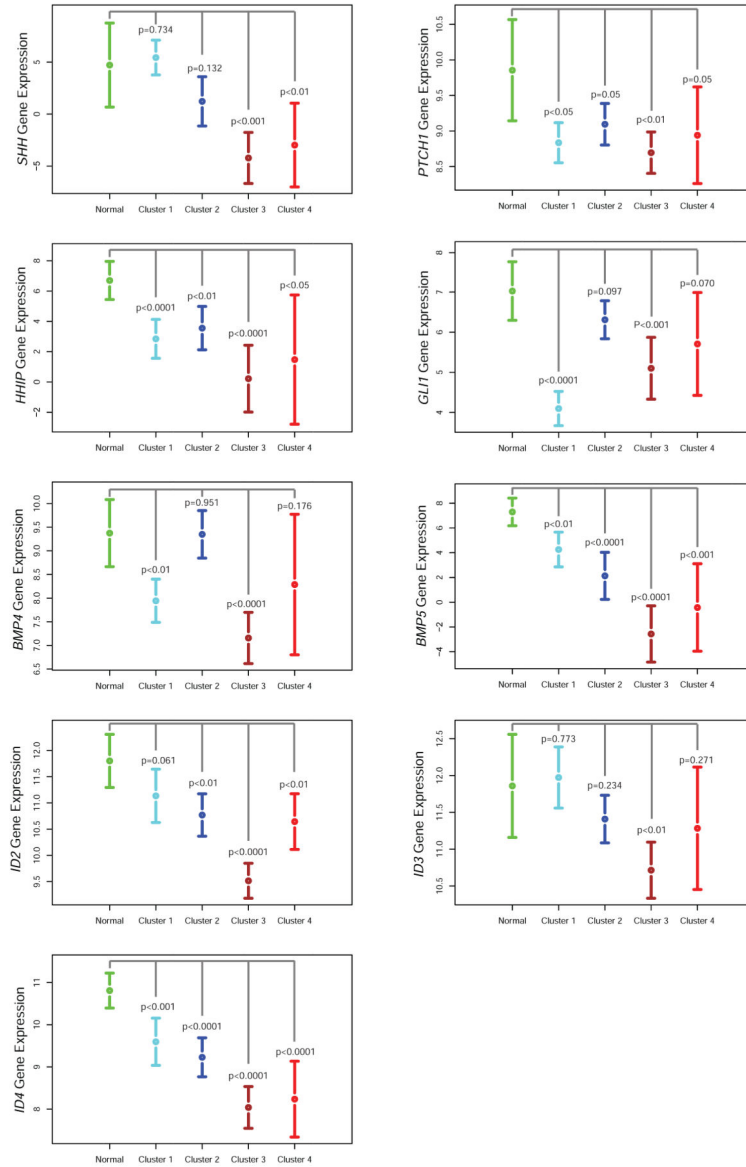 SHH Gene Expression
5
0
−5
p=0.734
p=0.132
p<0.001
p<0.01
Normal Cluster 1 Cluster 2 Cluster 3 Cluster 4
PTCH1 Gene Expression
10.5
10.0
9.5
9.0
8.5
p<0.05
p=0.05
p<0.01
p=0.05
Normal Cluster 1 Cluster 2 Cluster 3 Cluster 4
HHIP Gene Expression
8
6
4
2
0
−2
p<0.0001
p<0.01
p<0.0001
p<0.05
Normal Cluster 1 Cluster 2 Cluster 3 Cluster 4
GLI1 Gene Expression
8
7
6
5
4
p<0.0001
p=0.097
P<0.001
p=0.070
Normal Cluster 1 Cluster 2 Cluster 3 Cluster 4
BMP4 Gene Expression
10.0
9.5
9.0
8.5
8.0
7.5
7.0
6.5
p<0.01
p=0.951
p<0.0001
p=0.176
Normal Cluster 1 Cluster 2 Cluster 3 Cluster 4
BMP5 Gene Expression
8
6
4
2
0
−2
−4
p<0.01
p<0.0001
p<0.0001
p<0.001
Normal Cluster 1 Cluster 2 Cluster 3 Cluster 4
ID2 Gene Expression
12.0
11.5
11.0
10.5
10.0
9.5
p=0.061
p<0.01
p<0.0001
p<0.01
Normal Cluster 1 Cluster 2 Cluster 3 Cluster 4
ID3 Gene Expression
12.5
12.0
11.5
11.0
10.5
p=0.773
p=0.234
p<0.01
p=0.271
Normal Cluster 1 Cluster 2 Cluster 3 Cluster 4
ID4 Gene Expression
11
10
9
8
p<0.001
p<0.0001
p<0.0001
p<0.0001
Normal Cluster 1 Cluster 2 Cluster 3 Cluster 4